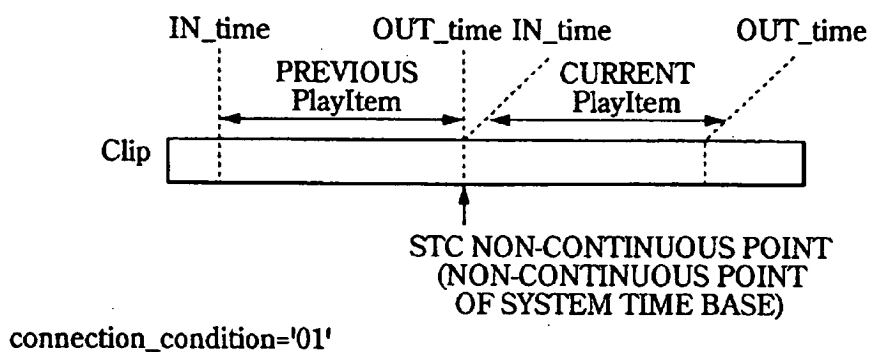 IN_time OUT_time IN_time OUT_time
PREVIOUS PlayItem
CURRENT PlayItem
Clip
STC NON-CONTINUOUS POINT
(NON-CONTINUOUS POINT
OF SYSTEM TIME BASE)
connection_condition='01'